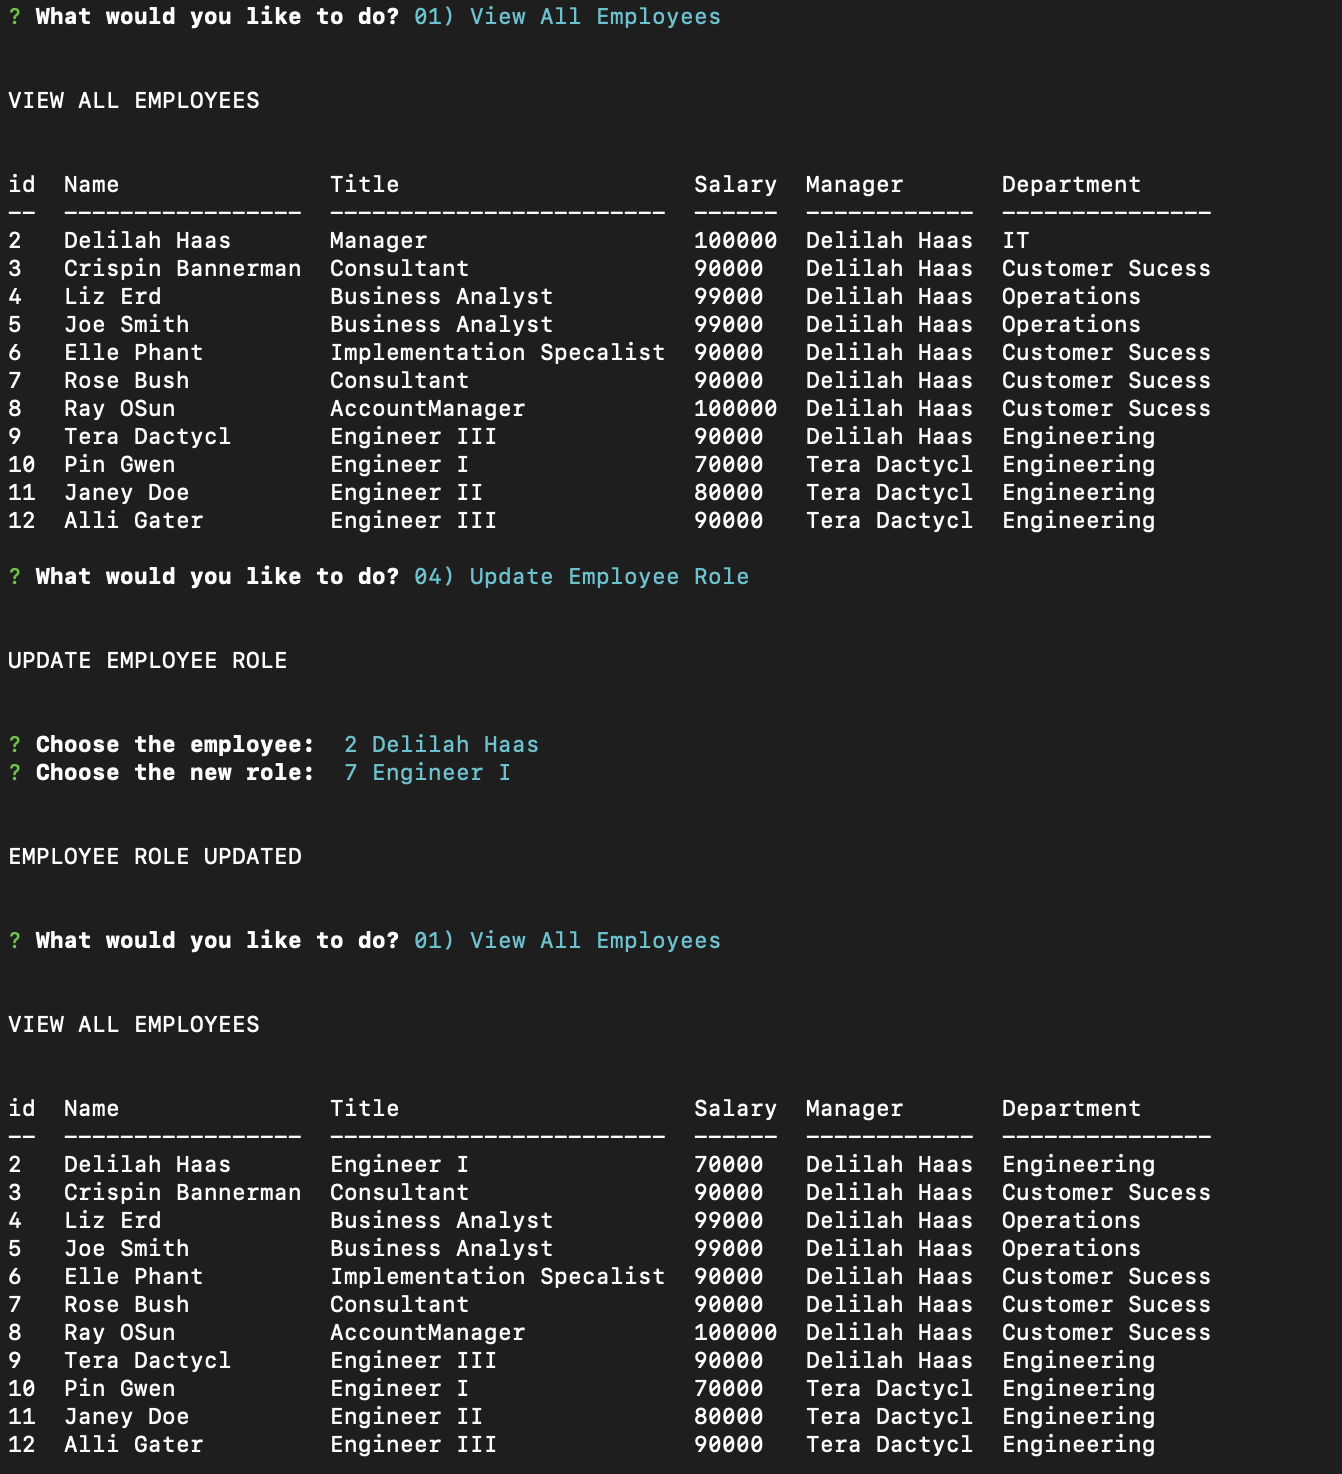 ? What would you like to do? 01) View All Employees
VIEW ALL EMPLOYEES
id  Name               Title                     Salary  Manager       Department
--  -----------------  ------------------------  ------  ------------  ---------------
2   Delilah Haas       Manager                   100000  Delilah Haas  IT
3   Crispin Bannerman  Consultant                90000   Delilah Haas  Customer Sucess
4   Liz Erd            Business Analyst          99000   Delilah Haas  Operations
5   Joe Smith          Business Analyst          99000   Delilah Haas  Operations
6   Elle Phant         Implementation Specalist  90000   Delilah Haas  Customer Sucess
7   Rose Bush          Consultant                90000   Delilah Haas  Customer Sucess
8   Ray OSun           AccountManager            100000  Delilah Haas  Customer Sucess
9   Tera Dactycl       Engineer III              90000   Delilah Haas  Engineering
10  Pin Gwen           Engineer I                70000   Tera Dactycl  Engineering
11  Janey Doe          Engineer II               80000   Tera Dactycl  Engineering
12  Alli Gater         Engineer III              90000   Tera Dactycl  Engineering
? What would you like to do? 04) Update Employee Role
UPDATE EMPLOYEE ROLE
? Choose the employee:  2 Delilah Haas
? Choose the new role:  7 Engineer I
EMPLOYEE ROLE UPDATED
? What would you like to do? 01) View All Employees
VIEW ALL EMPLOYEES
id  Name               Title                     Salary  Manager       Department
--  -----------------  ------------------------  ------  ------------  ---------------
2   Delilah Haas       Engineer I                70000   Delilah Haas  Engineering
3   Crispin Bannerman  Consultant                90000   Delilah Haas  Customer Sucess
4   Liz Erd            Business Analyst          99000   Delilah Haas  Operations
5   Joe Smith          Business Analyst          99000   Delilah Haas  Operations
6   Elle Phant         Implementation Specalist  90000   Delilah Haas  Customer Sucess
7   Rose Bush          Consultant                90000   Delilah Haas  Customer Sucess
8   Ray OSun           AccountManager            100000  Delilah Haas  Customer Sucess
9   Tera Dactycl       Engineer III              90000   Delilah Haas  Engineering
10  Pin Gwen           Engineer I                70000   Tera Dactycl  Engineering
11  Janey Doe          Engineer II               80000   Tera Dactycl  Engineering
12  Alli Gater         Engineer III              90000   Tera Dactycl  Engineering